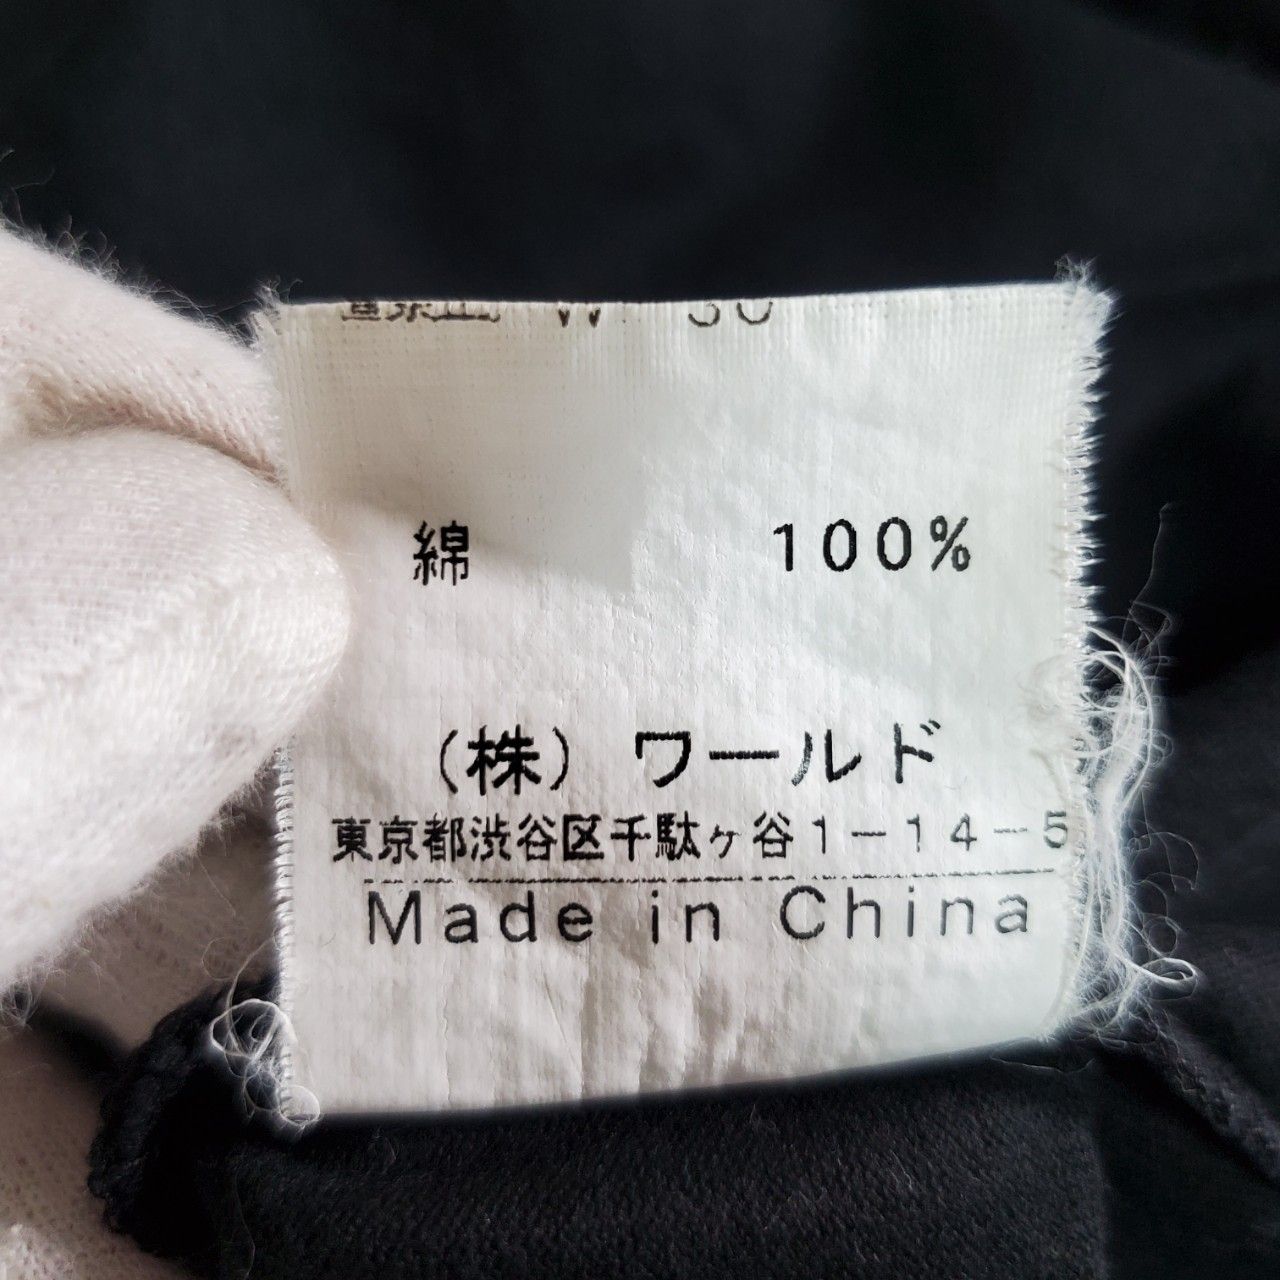 綿 100%
(株) ワールド
東京都渋谷区千駄ヶ谷1-14-5
Made in China